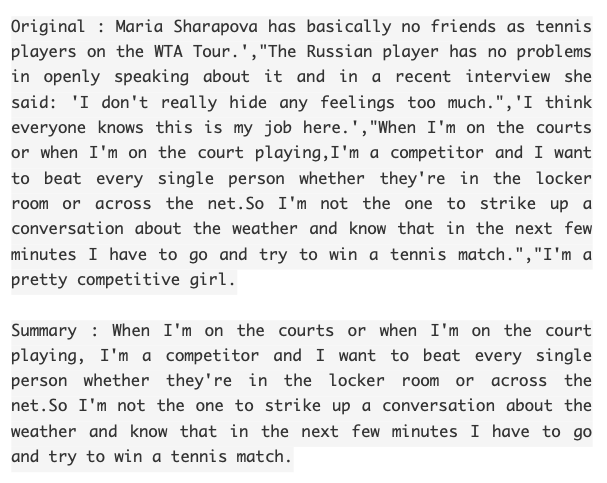 Original : Maria Sharapova has basically no friends as tennis
players on the WTA Tour.',"The Russian player has no problems
in openly speaking about it and in a recent interview she
said: 'I don't really hide any feelings too much.",'I think
everyone knows this is my job here.',"When I'm on the courts
or when I'm on the court playing,I'm a competitor and I want
to beat every single person whether they're in the locker
room or across the net.So I'm not the one to strike up a
conversation about the weather and know that in the next few
minutes I have to go and try to win a tennis match.","I'm a
pretty competitive girl.
Summary : When I'm on the courts or when I'm on the court
playing, I'm a competitor and I want to beat every single
person whether they're in the locker room or across the
net.So I'm not the one to strike up a conversation about the
weather and know that in the next few minutes I have to go
and try to win a tennis match.